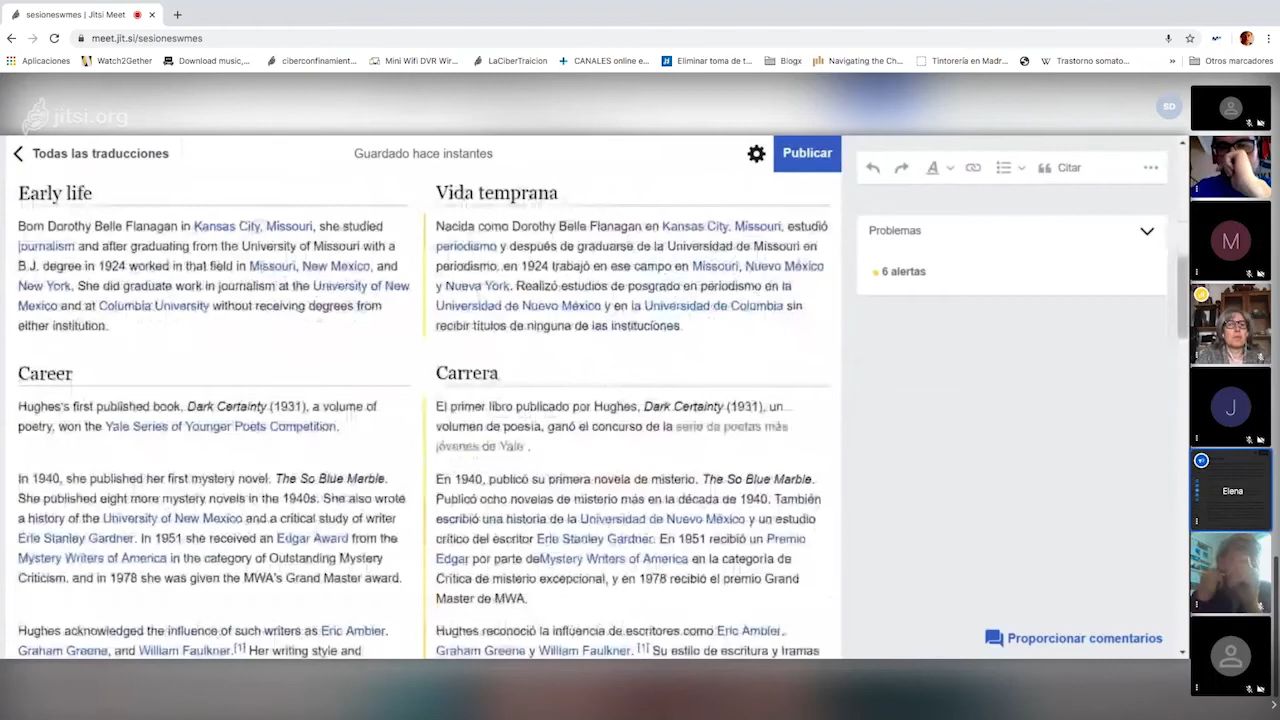 sesioneswmes | Jitsi Meet
meet.jit.si/sesioneswmes
Aplicaciones Watch2Gether Download music,... ciberconfinamient... Mini Wifi DVR Wir... LaCiberTraicion CANALES online e... Eliminar toma de t... Blogx Navigating the Ch... Tintorería en Madr... Trastorno somato... » Otros marcadores
jitsi.org
SD
Todas las traducciones
Guardado hace instantes
Publicar
Early life
Born Dorothy Belle Flanagan in Kansas City, Missouri, she studied
journalism and after graduating from the University of Missouri with a
B.J. degree in 1924 worked in that field in Missouri, New Mexico, and
New York. She did graduate work in journalism at the University of New
Mexico and at Columbia University without receiving degrees from
either institution.
Career
Hughes's first published book, Dark Certainty (1931), a volume of
poetry, won the Yale Series of Younger Poets Competition.
In 1940, she published her first mystery novel, The So Blue Marble.
She published eight more mystery novels in the 1940s. She also wrote
a history of the University of New Mexico and a critical study of writer
Erle Stanley Gardner. In 1951 she received an Edgar Award from the
Mystery Writers of America in the category of Outstanding Mystery
Criticism, and in 1978 she was given the MWA's Grand Master award.
Hughes acknowledged the influence of such writers as Eric Ambler,
Graham Greene, and William Faulkner.[1] Her writing style and
Vida temprana
Nacida como Dorothy Belle Flanagan en Kansas City, Missouri, estudió
periodismo y después de graduarse de la Universidad de Missouri en
periodismo, en 1924 trabajó en ese campo en Missouri, Nuevo México
y Nueva York. Realizó estudios de posgrado en periodismo en la
Universidad de Nuevo México y en la Universidad de Columbia sin
recibir títulos de ninguna de las instituciones.
Carrera
El primer libro publicado por Hughes, Dark Certainty (1931), un
volumen de poesía, ganó el concurso de la serie de poetas más
jóvenes de Yale .
En 1940, publicó su primera novela de misterio, The So Blue Marble.
Publicó ocho novelas de misterio más en la década de 1940. También
escribió una historia de la Universidad de Nuevo México y un estudio
crítico del escritor Erle Stanley Gardner. En 1951 recibió un Premio
Edgar por parte deMystery Writers of America en la categoría de
Crítica de misterio excepcional, y en 1978 recibió el premio Grand
Master de MWA.
Hughes reconoció la influencia de escritores como Eric Ambler,
Graham Greene y William Faulkner. [1] Su estilo de escritura y tramas
Citar
Problemas
6 alertas
Proporcionar comentarios
M
J
Elena